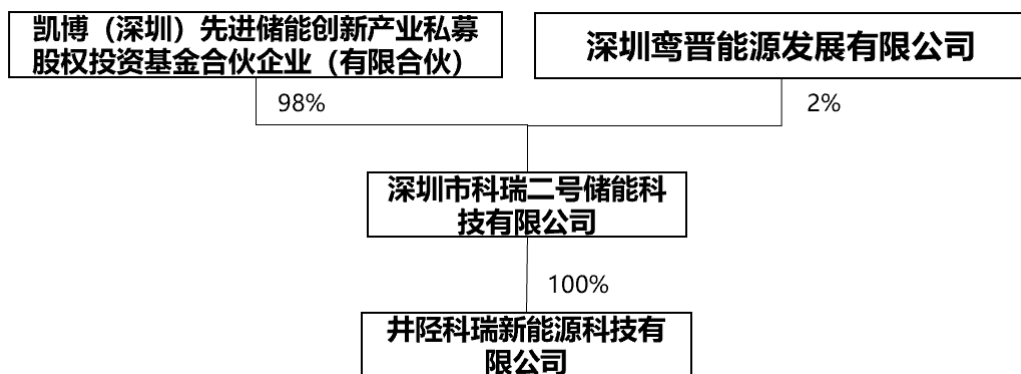 凯博（深圳）先进储能创新产业私募
股权投资基金合伙企业（有限合伙）
深圳鸾晋能源发展有限公司
98%
2%
深圳市科瑞二号储能科
技有限公司
100%
井陉科瑞新能源科技有
限公司